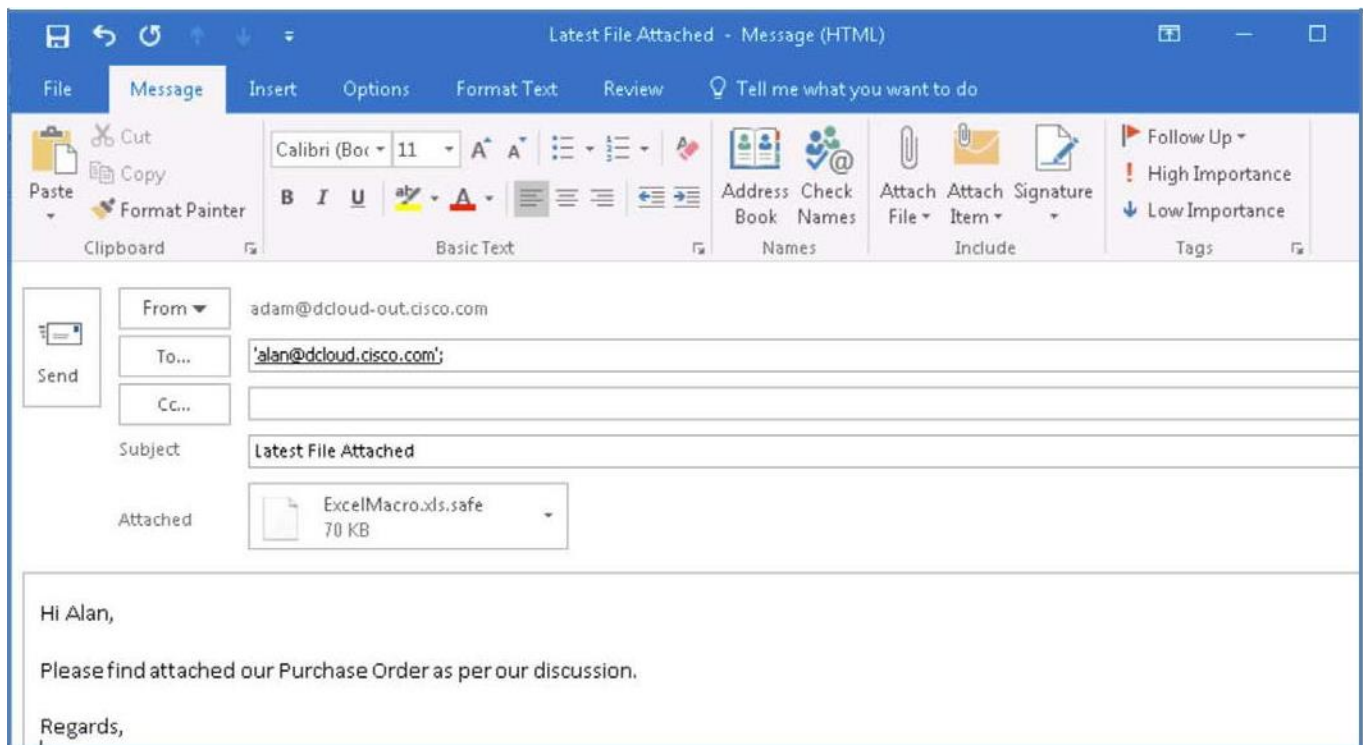 Latest File Attached - Message (HTML)
File Message Insert Options Format Text Review Tell me what you want to do
Paste
Cut
Copy
Format Painter
Clipboard
Calibri (Boc 11 A A
B I U aby A
Basic Text
Address Book
Check Names
Names
Attach File
Attach Item
Signature
Include
Follow Up
High Importance
Low Importance
Tags
Send
From adam@dcloud-out.cisco.com
To... 'alan@dcloud.cisco.com';
Cc...
Subject Latest File Attached
Attached ExcelMacro.xls.safe
70 KB
Hi Alan,
Please find attached our Purchase Order as per our discussion.
Regards,